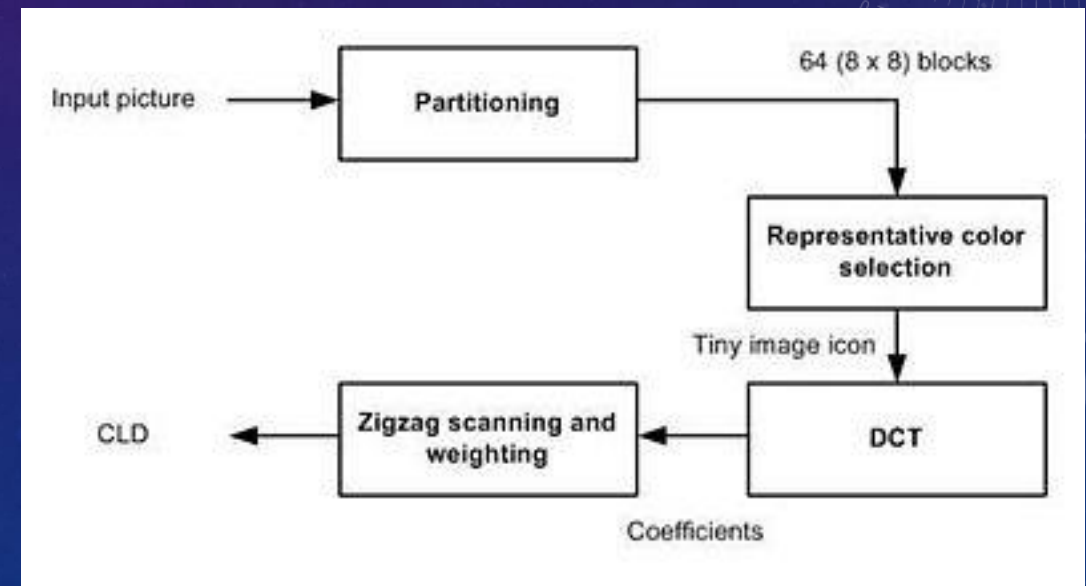 Input picture
Partitioning
64 (8 x 8) blocks
Representative color
selection
Tiny image icon
DCT
Coefficients
Zigzag scanning and
weighting
CLD